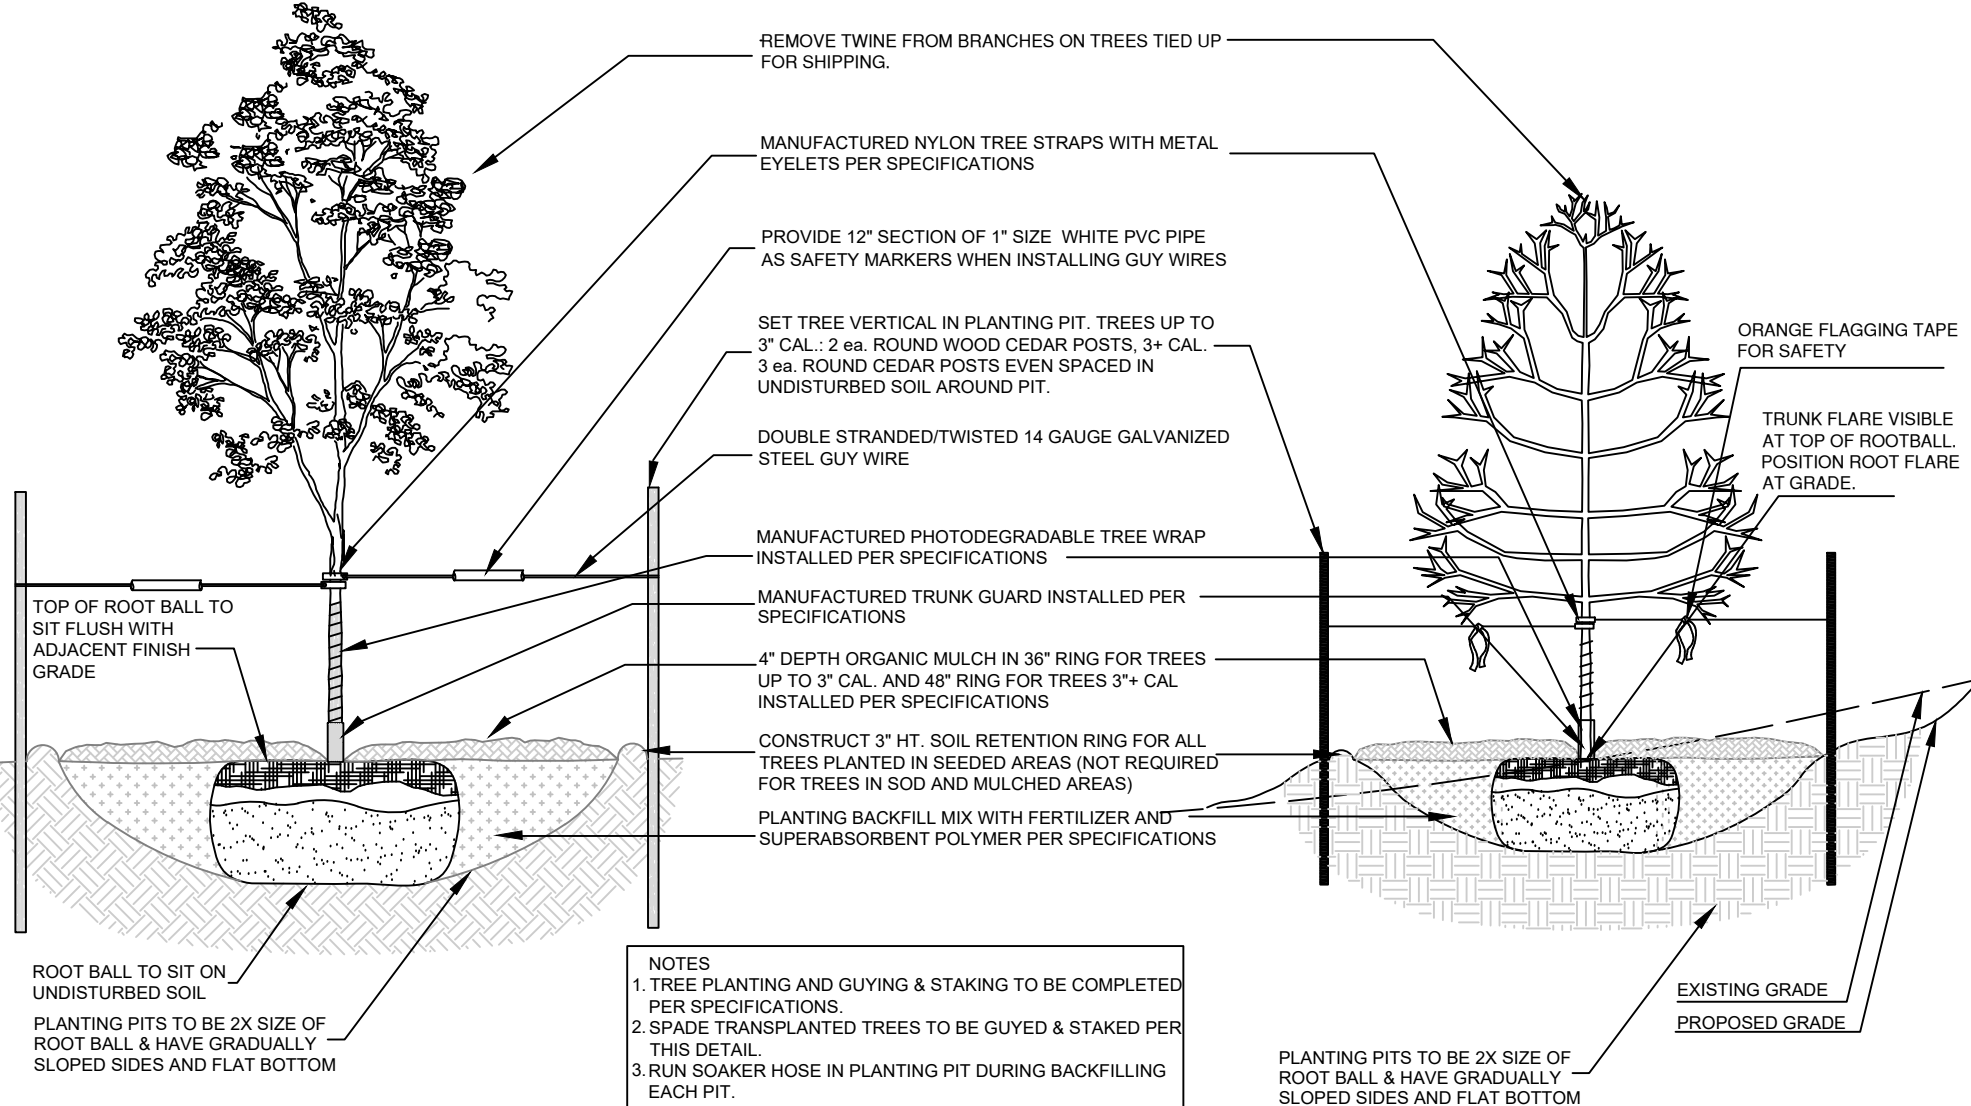 REMOVE TWINE FROM BRANCHES ON TREES TIED UP
FOR SHIPPING.
MANUFACTURED NYLON TREE STRAPS WITH METAL
EYELETS PER SPECIFICATIONS
PROVIDE 12" SECTION OF 1" SIZE WHITE PVC PIPE
AS SAFETY MARKERS WHEN INSTALLING GUY WIRES
SET TREE VERTICAL IN PLANTING PIT. TREES UP TO
3" CAL.: 2 ea. ROUND WOOD CEDAR POSTS, 3+ CAL.
3 ea. ROUND CEDAR POSTS EVEN SPACED IN
UNDISTURBED SOIL AROUND PIT.
DOUBLE STRANDED/TWISTED 14 GAUGE GALVANIZED
STEEL GUY WIRE
MANUFACTURED PHOTODEGRADABLE TREE WRAP
INSTALLED PER SPECIFICATIONS
MANUFACTURED TRUNK GUARD INSTALLED PER
SPECIFICATIONS
4" DEPTH ORGANIC MULCH IN 36" RING FOR TREES
UP TO 3" CAL. AND 48" RING FOR TREES 3"+ CAL
INSTALLED PER SPECIFICATIONS
CONSTRUCT 3" HT. SOIL RETENTION RING FOR ALL
TREES PLANTED IN SEEDED AREAS (NOT REQUIRED
FOR TREES IN SOD AND MULCHED AREAS)
PLANTING BACKFILL MIX WITH FERTILIZER AND
SUPERABSORBENT POLYMER PER SPECIFICATIONS
TOP OF ROOT BALL TO
SIT FLUSH WITH
ADJACENT FINISH
GRADE
ROOT BALL TO SIT ON
UNDISTURBED SOIL
PLANTING PITS TO BE 2X SIZE OF
ROOT BALL & HAVE GRADUALLY
SLOPED SIDES AND FLAT BOTTOM
NOTES
1. TREE PLANTING AND GUYING & STAKING TO BE COMPLETED
PER SPECIFICATIONS.
2. SPADE TRANSPLANTED TREES TO BE GUYED & STAKED PER
THIS DETAIL.
3. RUN SOAKER HOSE IN PLANTING PIT DURING BACKFILLING
EACH PIT.
ORANGE FLAGGING TAPE
FOR SAFETY
TRUNK FLARE VISIBLE
AT TOP OF ROOTBALL.
POSITION ROOT FLARE
AT GRADE.
EXISTING GRADE
PROPOSED GRADE
PLANTING PITS TO BE 2X SIZE OF
ROOT BALL & HAVE GRADUALLY
SLOPED SIDES AND FLAT BOTTOM